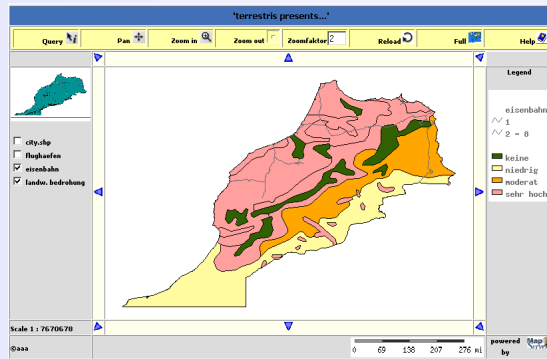 'terrestris presents...'
Query Pan Zoom in Zoom out Zoomfaktor 2 Reload Full Help
city.shp
flughaefen
eisenbahn
landw. bedrohung
Legend
eisenbahn
1
2 - 8
keine
niedrig
moderat
sehr hoch
Scale 1 : 7670678
©aaa
0 69 138 207 276 mi
powered
by
Map